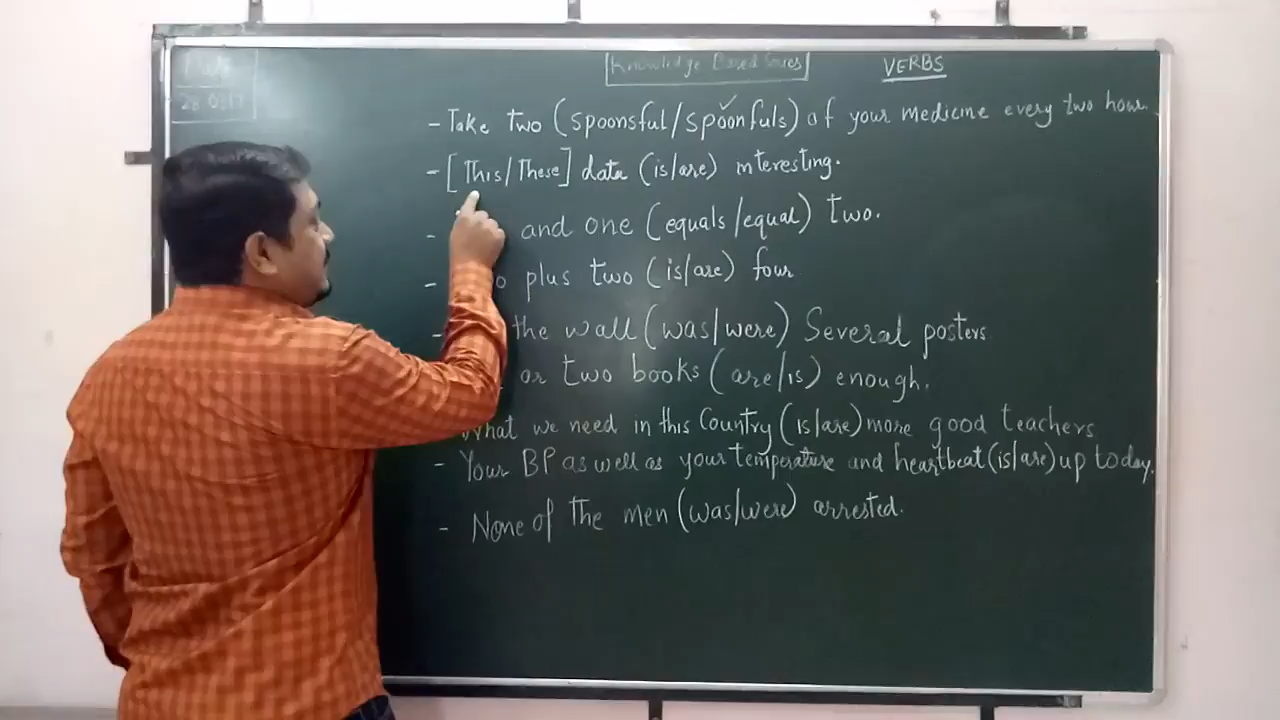 Knowledge Based Series
VERBS
28.0117
- Take two (spoonsful/spoonfuls) of your medicine every two hour.
- [This/These] data (is/are) interesting.
- and one (equals/equal) two.
- plus two (is/are) four
- the wall (was/were) Several posters.
or two books (are/is) enough.
What we need in this Country (is/are) more good teachers
- Your BP as well as your temperature and heartbeat (is/are) up today.
- None of the men (was/were) arrested.